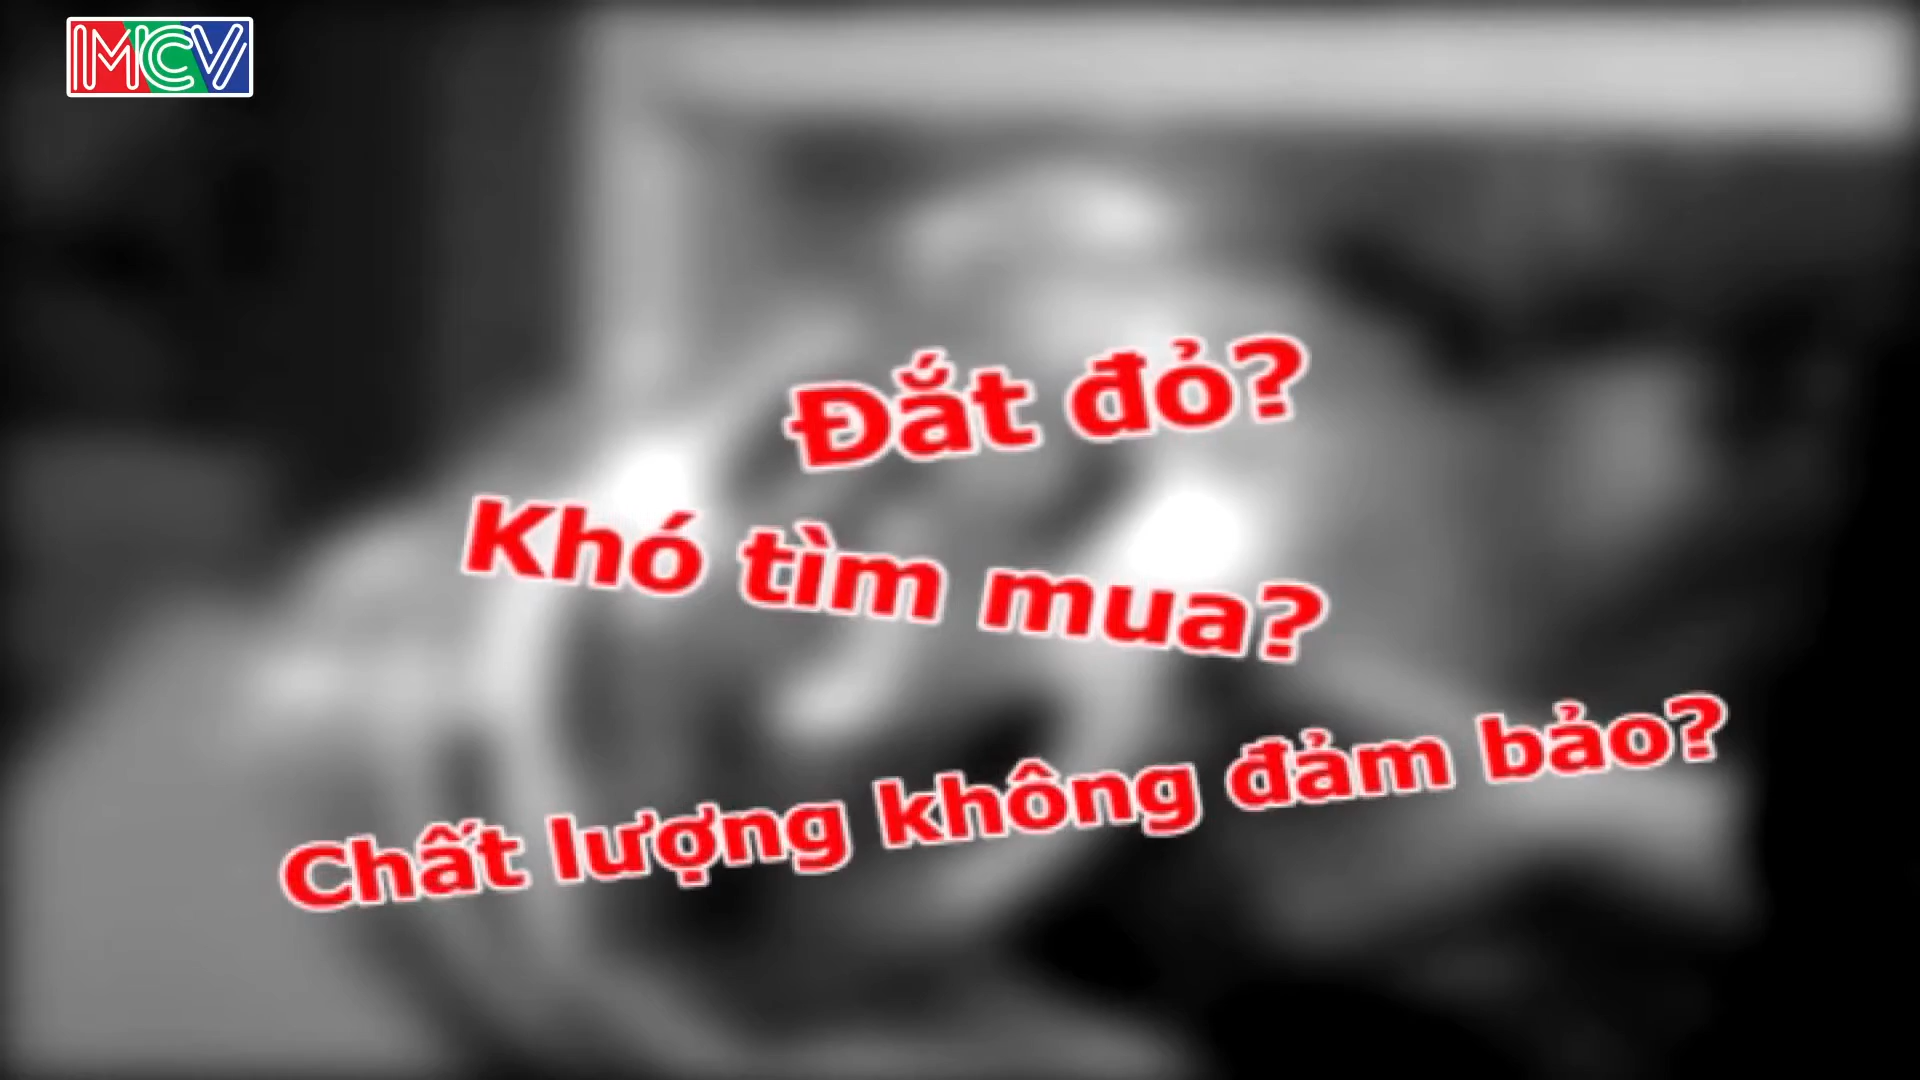 MCV
Đắt đỏ?
Khó tìm mua?
Chất lượng không đảm bảo?